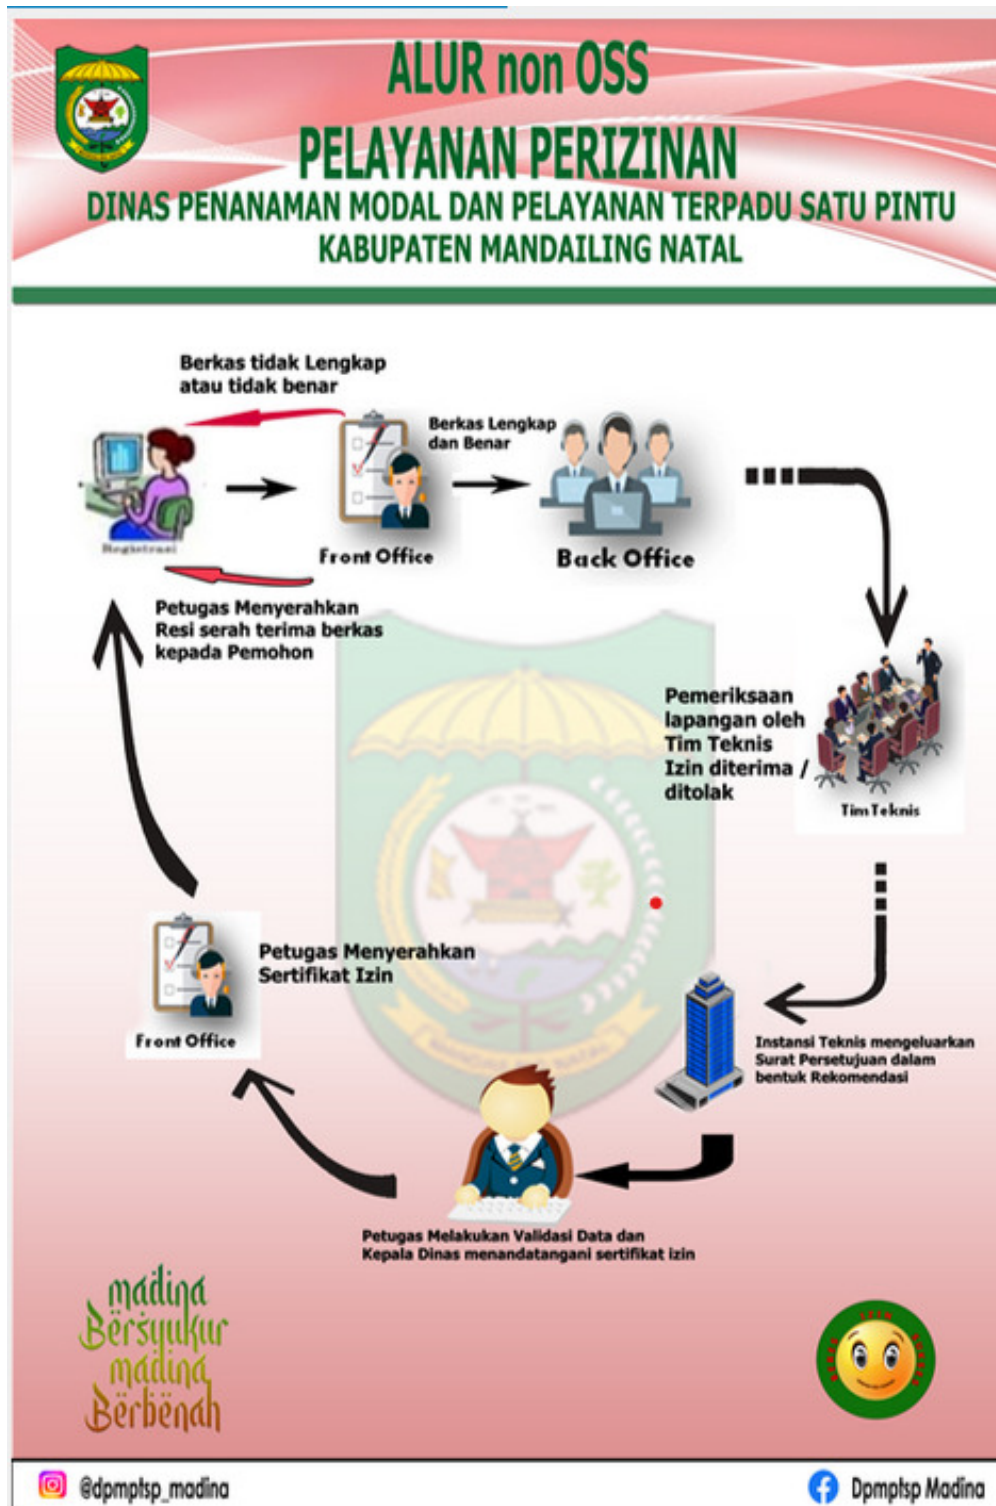 ALUR non OSS
PELAYANAN PERIZINAN
DINAS PENANAMAN MODAL DAN PELAYANAN TERPADU SATU PINTU
KABUPATEN MANDAILING NATAL
Berkas tidak Lengkap
atau tidak benar
Berkas Lengkap
dan Benar
Registrasi
Front Office
Back Office
Petugas Menyerahkan
Resi serah terima berkas
kepada Pemohon
Pemeriksaan
lapangan oleh
Tim Teknis
Izin diterima /
ditolak
Tim Teknis
Petugas Menyerahkan
Sertifikat Izin
Front Office
Instansi Teknis mengeluarkan
Surat Persetujuan dalam
bentuk Rekomendasi
MANDAILING NATAL
Petugas Melakukan Validasi Data dan
Kepala Dinas menandatangani sertifikat izin
madina
Bersyukur
madina
Berbenah
@dpmptsp_madina
Dpmptsp Madina